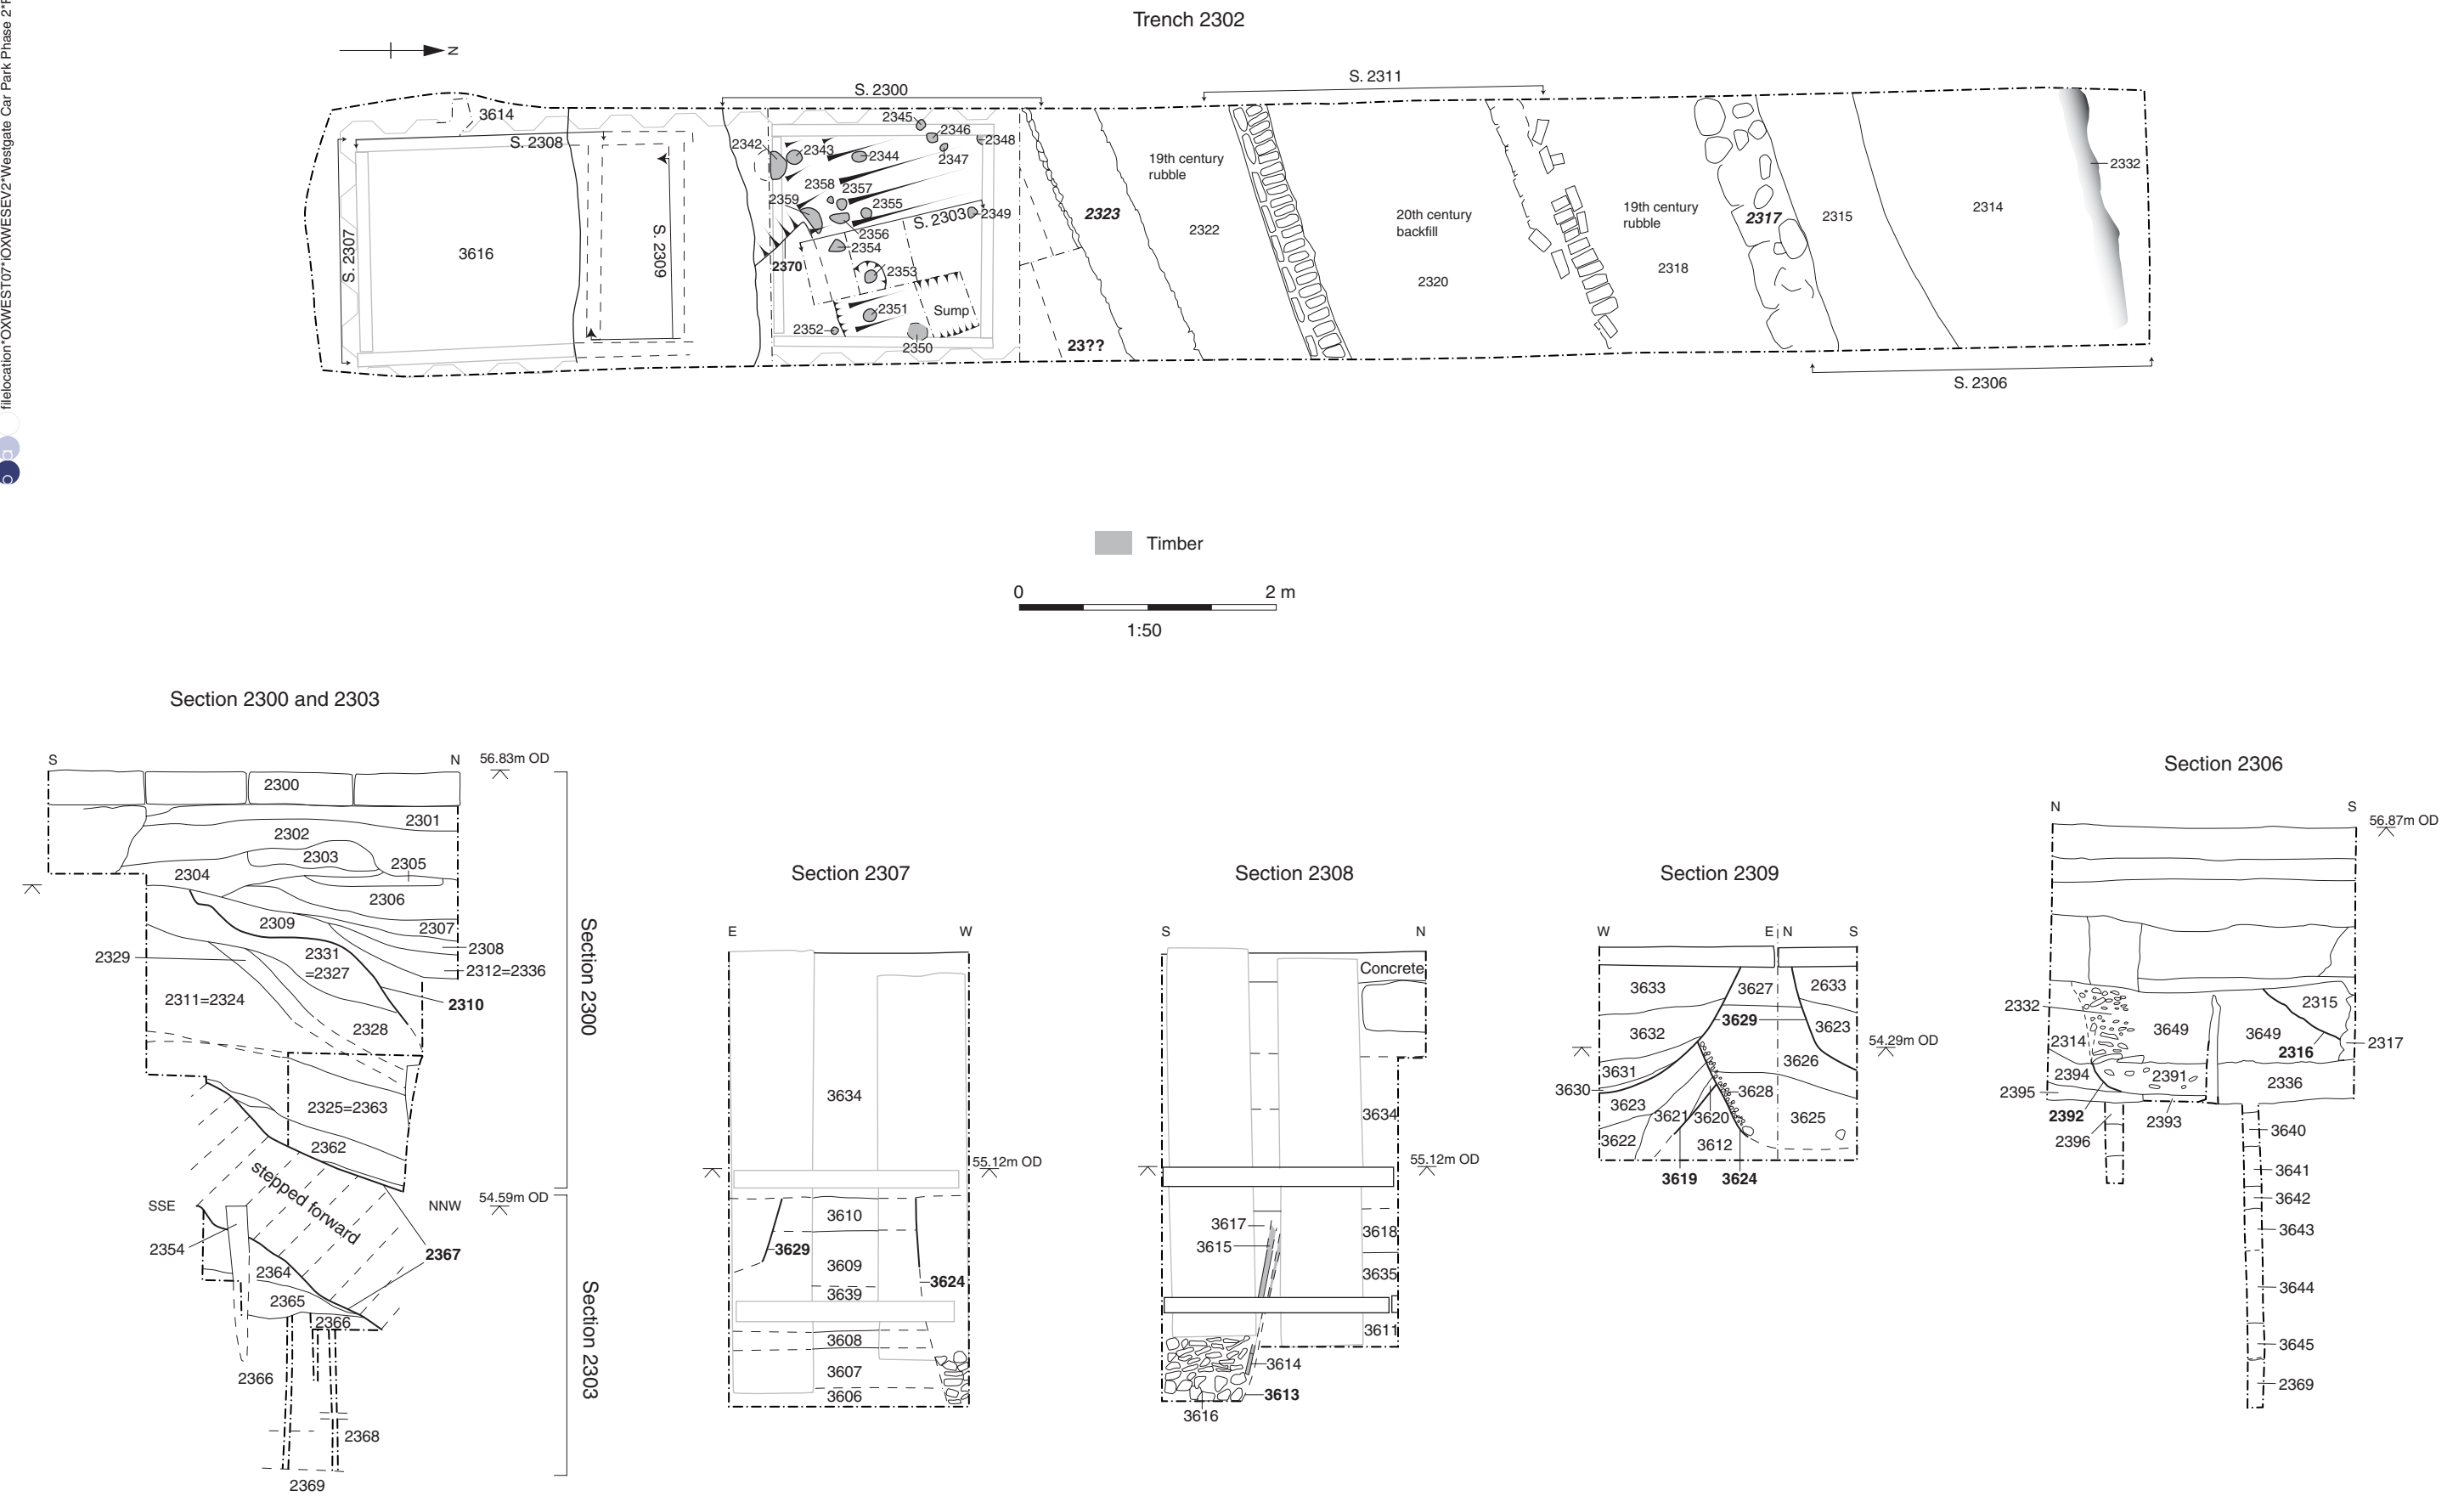 Trench 2302
filelocation*OXWEST07*iOXWESEV2*Westgate Car Park Phase 2*
N
S. 2300
S. 2311
3614
S. 2308
S. 2307
3616
S. 2309
2342
2343
2344
2345
2346
2347
2348
2358
2357
2359
2355
S. 2303
2349
2356
2354
2370
2353
2351
Sump
2352
2350
2323
23??
19th century
rubble
2322
20th century
backfill
2320
19th century
rubble
2318
2317
2315
2314
2332
S. 2306
Timber
0
2 m
1:50
Section 2300 and 2303
S
N
56.83m OD
2300
2301
2302
2303
2305
2304
2306
2309
2307
2308
2329
2331
=2327
2312=2336
2311=2324
2310
2328
2325=2363
2362
stepped forward
SSE
NNW
54.59m OD
2354
2367
2364
2365
2366
2366
2368
2369
Section 2300
Section 2303
Section 2307
E
W
3634
55.12m OD
3610
3629
3609
3624
3639
3608
3607
3606
Section 2308
S
N
Concrete
3634
55.12m OD
3617
3615
3618
3635
3611
3614
3613
3616
Section 2309
W
E
N
S
3633
3627
2633
3629
3632
3623
54.29m OD
3626
3631
3630
3628
3623
3621
3620
3625
3622
3612
3619
3624
Section 2306
N
S
56.87m OD
2332
2315
3649
3649
2314
2316
2317
2394
2391
2336
2395
2392
2393
2396
3640
3641
3642
3643
3644
3645
2369